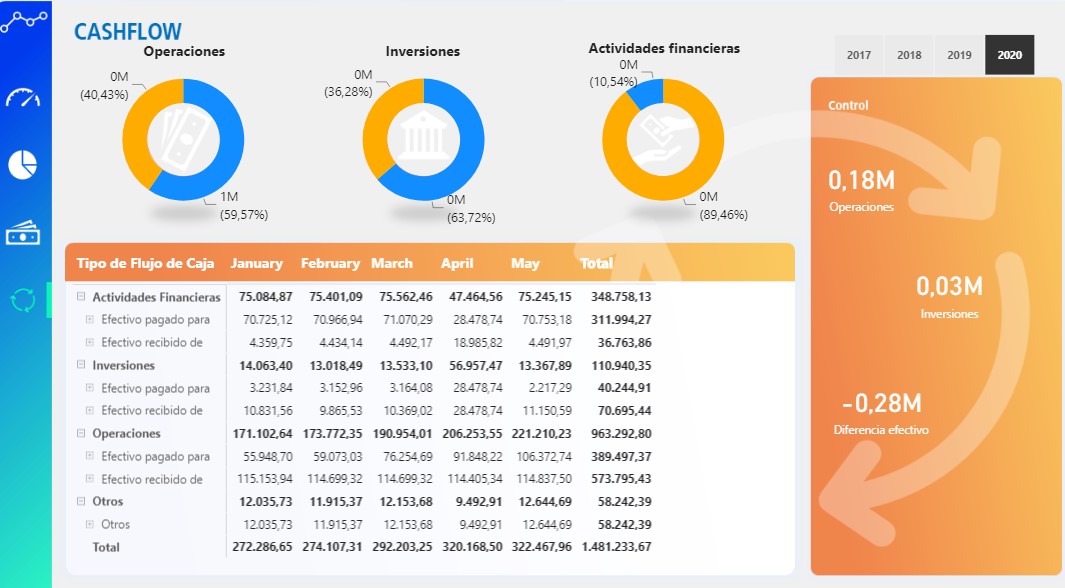 CASHFLOW
Operaciones
0M
(40,43%)
1M
(59,57%)
Inversiones
0M
(36,28%)
0M
(63,72%)
Actividades financieras
0M
(10,54%)
0M
(89,46%)
2017 2018 2019 2020
Control
0,18M
Operaciones
0,03M
Inversiones
-0,28M
Diferencia efectivo
Tipo de Flujo de Caja January February March April May Total
Actividades Financieras 75.084,87 75.401,09 75.562,46 47.464,56 75.245,15 348.758,13
Efectivo pagado para 70.725,12 70.966,94 71.070,29 28.478,74 70.753,18 311.994,27
Efectivo recibido de 4.359,75 4.434,14 4.492,17 18.985,82 4.491,97 36.763,86
Inversiones 14.063,40 13.018,49 13.533,10 56.957,47 13.367,89 110.940,35
Efectivo pagado para 3.231,84 3.152,96 3.164,08 28.478,74 2.217,29 40.244,91
Efectivo recibido de 10.831,56 9.865,53 10.369,02 28.478,74 11.150,59 70.695,44
Operaciones 171.102,64 173.772,35 190.954,01 206.253,55 221.210,23 963.292,80
Efectivo pagado para 55.948,70 59.073,03 76.254,69 91.848,22 106.372,74 389.497,37
Efectivo recibido de 115.153,94 114.699,32 114.699,32 114.405,34 114.837,50 573.795,43
Otros 12.035,73 11.915,37 12.153,68 9.492,91 12.644,69 58.242,39
Otros 12.035,73 11.915,37 12.153,68 9.492,91 12.644,69 58.242,39
Total 272.286,65 274.107,31 292.203,25 320.168,50 322.467,96 1.481.233,67